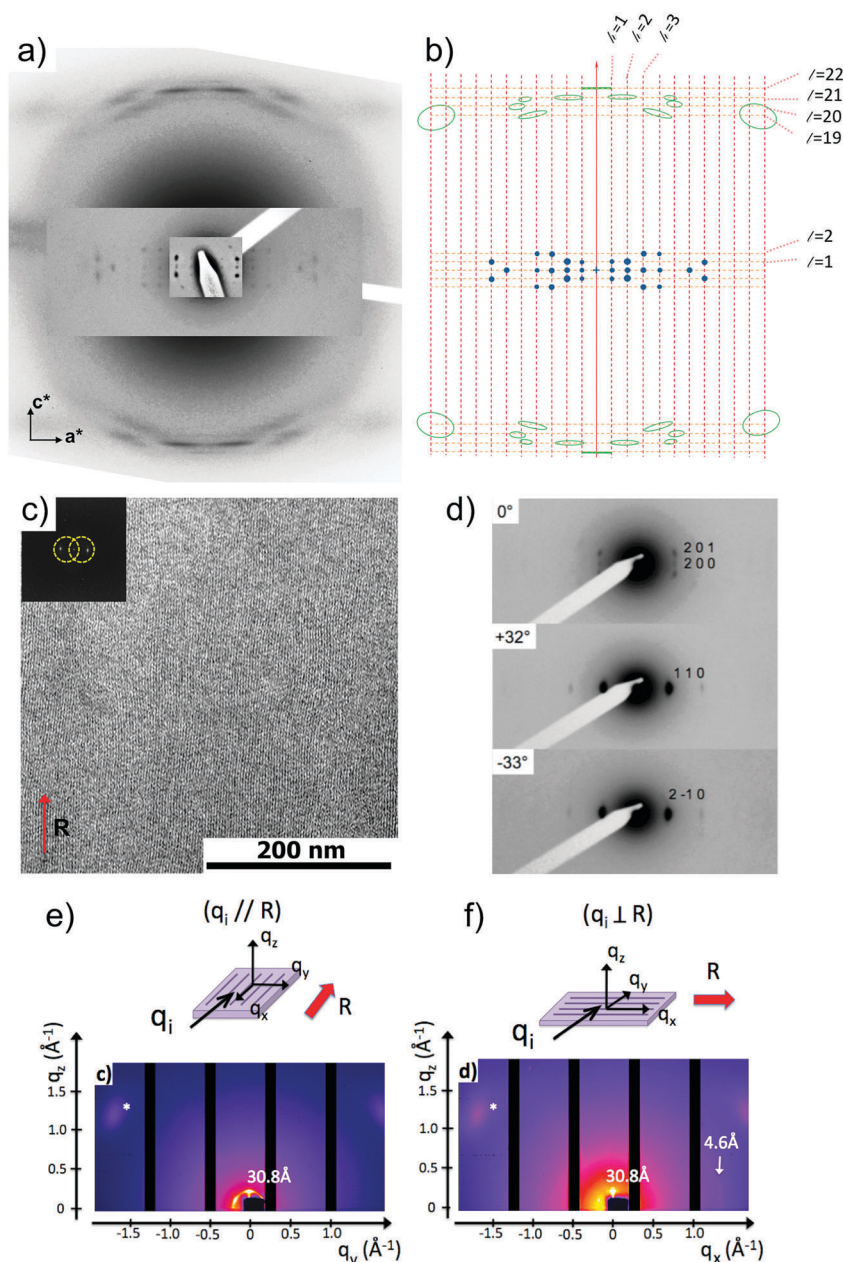 a)
c*
a*
b)
h=1
h=2
h=3
l=22
l=21
l=20
l=19
l=2
l=1
c)
R
200 nm
d)
0°
2 0 1
2 0 0
+32°
1 1 0
-33°
2 -1 0
e)
(qi // R)
qz
qy
qx
qi
R
qz (Å-1)
c)
1.5
1.0
0.5
0
*
30.8Å
-1.5
-1.0
-0.5
0
0.5
1.0
qy (Å-1)
f)
(qi ⊥ R)
qz
qy
qx
qi
R
qz (Å-1)
d)
1.5
1.0
0.5
0
*
30.8Å
4.6Å
-1.5
-1.0
-0.5
0
0.5
1.0
qx (Å-1)